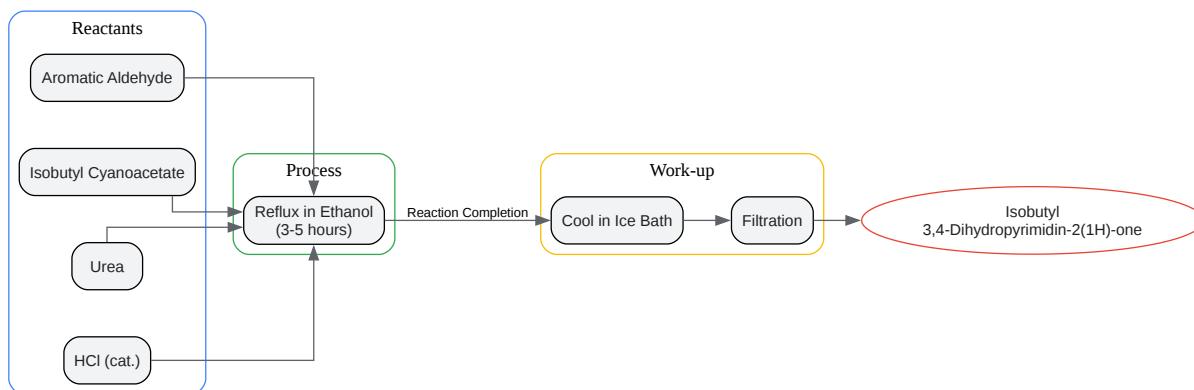 Reactants
Aromatic Aldehyde
Isobutyl Cyanoacetate
Urea
HCl (cat.)
Process
Reflux in Ethanol
(3-5 hours)
Reaction Completion
Work-up
Cool in Ice Bath
Filtration
Isobutyl
3,4-Dihydropyrimidin-2(1H)-one